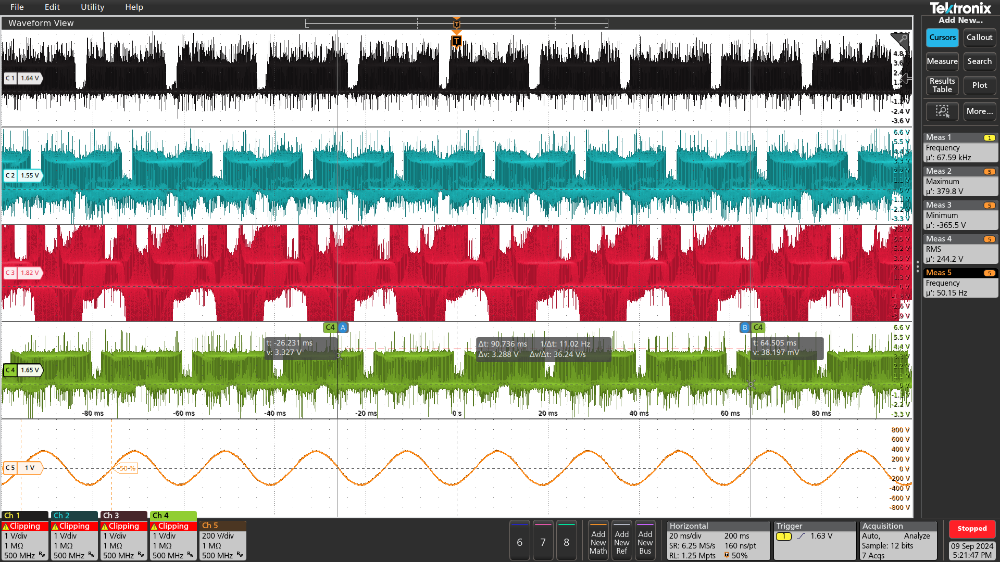 File Edit Utility Help
Tektronix
Waveform View
Add New...
Cursors Callout
Measure Search
Results Table Plot
More...
T
T
4.8
3.6
-2.4 V
-3.6 V
C 1 1.64 V
6.6 V
5.5 V
4.4 V
3.3 V
2.2 V
1.1 V
0 V
-1.1 V
-2.2 V
-3.3 V
C 2 1.55 V
6.5 V
5.2 V
3.9 V
2.6 V
1.3 V
0 V
-1.3 V
-2.6 V
-3.9 V
C 3 1.82 V
C4 A
B C4
t: -26.231 ms
v: 3.327 V
Δt: 90.736 ms 1/Δt: 11.02 Hz
Δv: 3.288 V Δv/Δt: 36.24 V/s
t: 64.505 ms
v: 38.197 mV
6.6 V
5.5 V
4.4 V
3.3 V
2.2 V
1.1 V
0 V
-1.1 V
-2.2 V
-3.3 V
C 4 1.65 V
-80 ms -60 ms -40 ms -20 ms 0 s 20 ms 40 ms 60 ms 80 ms
800 V
600 V
400 V
200 V
0 V
-200 V
-400 V
-600 V
-800 V
C 5 1 V
50 %
Meas 1 1
Frequency
µ': 67.59 kHz
Meas 2 5
Maximum
µ': 379.8 V
Meas 3 5
Minimum
µ': -365.5 V
Meas 4 5
RMS
µ': 244.2 V
Meas 5 5
Frequency
µ': 50.15 Hz
Ch 1
Clipping
1 V/div
1 MΩ
500 MHz Bw
Ch 2
Clipping
1 V/div
1 MΩ
500 MHz Bw
Ch 3
Clipping
1 V/div
1 MΩ
500 MHz Bw
Ch 4
Clipping
1 V/div
1 MΩ
500 MHz Bw
Ch 5
200 V/div
1 MΩ
500 MHz Bw
6 7 8
Add New Math
Add New Ref
Add New Bus
Horizontal
20 ms/div 200 ms
SR: 6.25 MS/s 160 ns/pt
RL: 1.25 Mpts T 50%
Trigger
1 1.63 V
Acquisition
Auto, Analyze
Sample: 12 bits
7 Acqs
Stopped
09 Sep 2024
5:21:47 PM